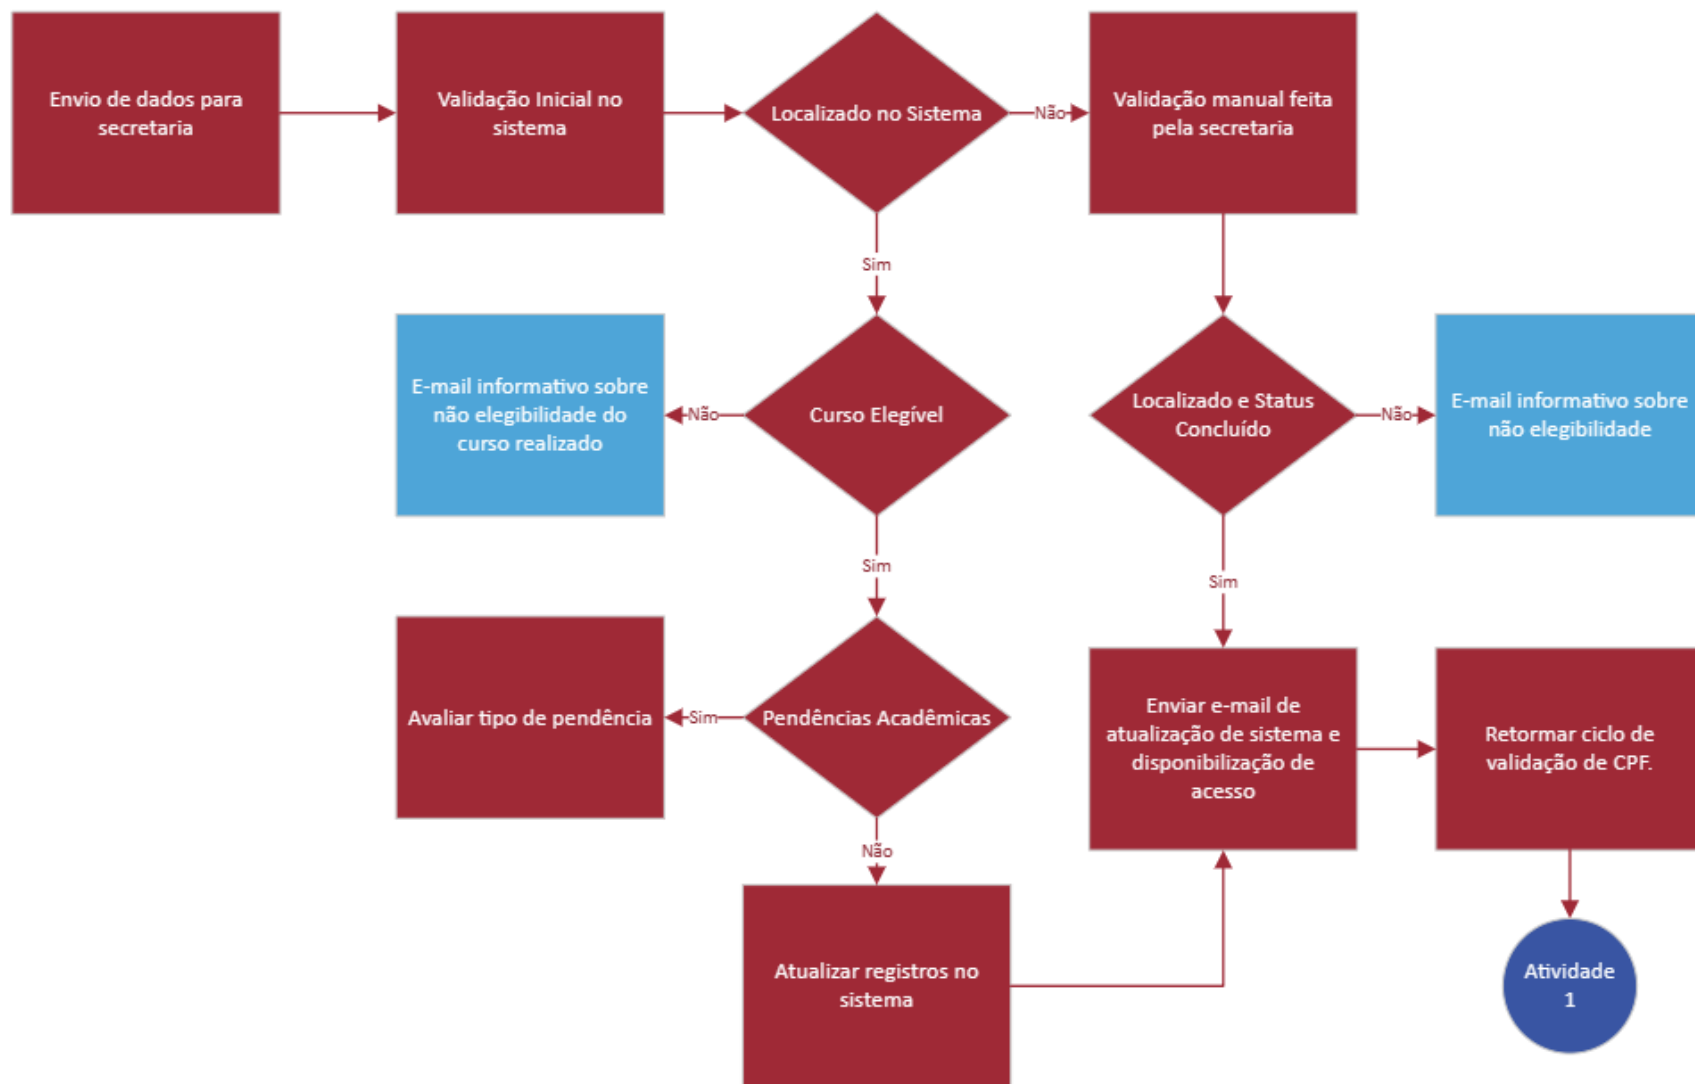 Envio de dados para
secretaria
Validação Inicial no
sistema
Localizado no Sistema
Não
Validação manual feita
pela secretaria
Sim
E-mail informativo sobre
não elegibilidade do
curso realizado
Não
Curso Elegível
Localizado e Status
Concluído
Não
E-mail informativo sobre
não elegibilidade
Sim
Sim
Avaliar tipo de pendência
Sim
Pendências Acadêmicas
Enviar e-mail de
atualização de sistema e
disponibilização de
acesso
Retormar ciclo de
validação de CPF.
Não
Atualizar registros no
sistema
Atividade
1